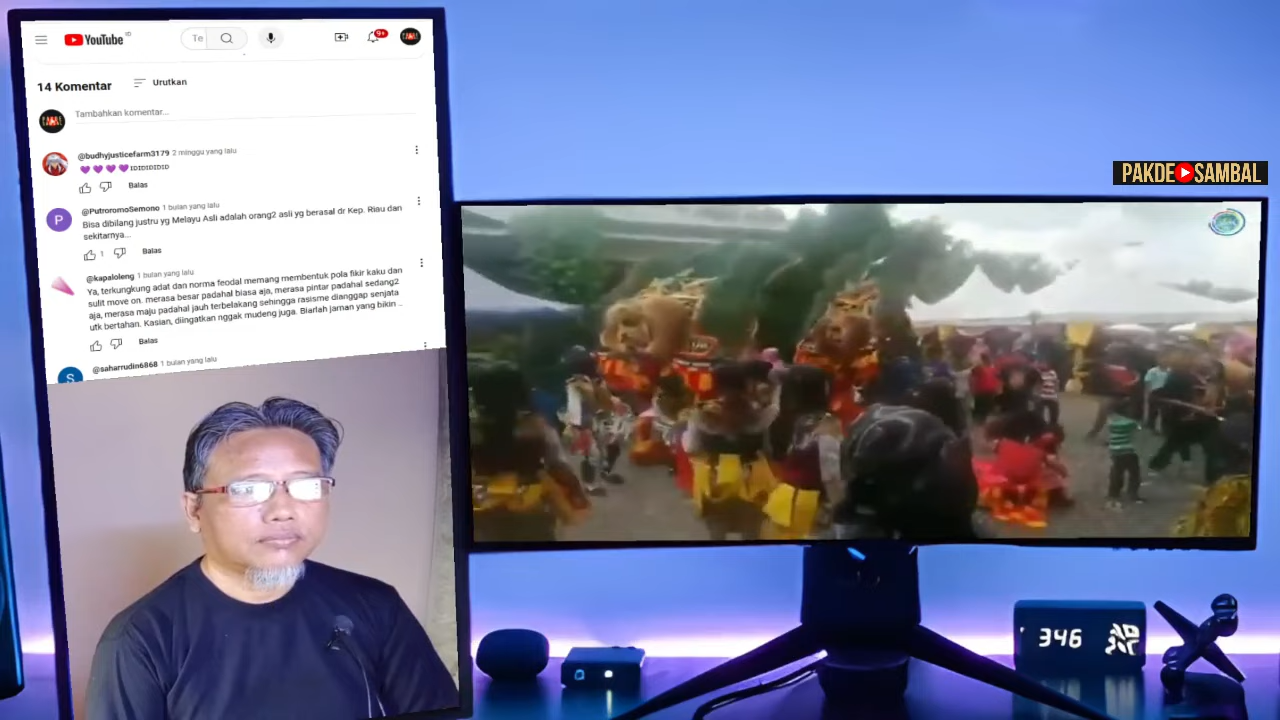 YouTube ID
Te
9+
14 Komentar
Urutkan
Tambahkan komentar...
@budhyjusticefarm3179 2 minggu yang lalu
💜💜💜💜🆔🆔🆔🆔
Balas
P
@PutroromoSemono 1 bulan yang lalu
Bisa dibilang justru yg Melayu Asli adalah orang2 asli yg berasal dr Kep. Riau dan
sekitarnya...
1
Balas
@kapaloleng 1 bulan yang lalu
Ya, terkungkung adat dan norma feodal memang membentuk pola fikir kaku dan
sulit move on. merasa besar padahal biasa aja, merasa pintar padahal sedang2
aja, merasa maju padahal jauh terbelakang sehingga rasisme dianggap senjata
utk bertahan. Kasian, diingatkan nggak mudeng juga. Biarlah jaman yang bikin ..
Balas
S
@saharrudin6868 1 bulan yang lalu
PAKDE SAMBAL
346